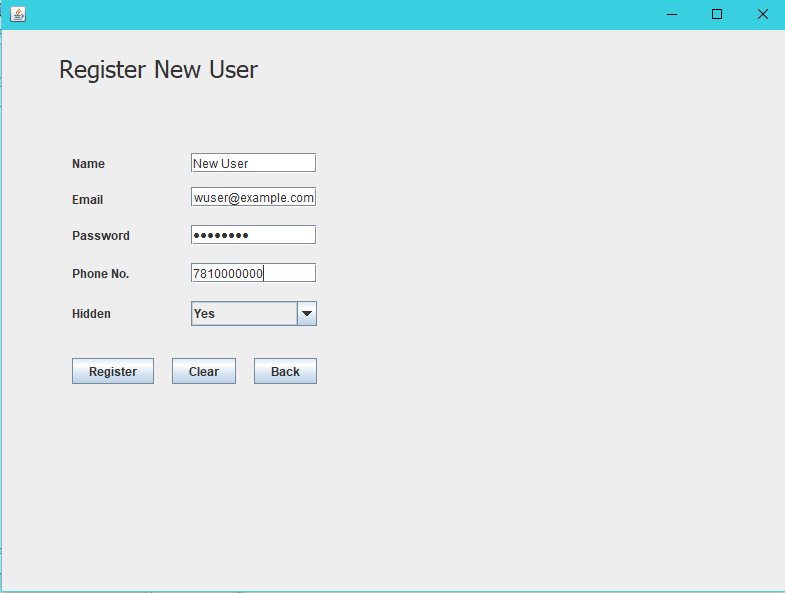 Register New User
Name New User
Email wuser@example.com
Password ●●●●●●●●
Phone No. 7810000000
Hidden Yes
Register Clear Back